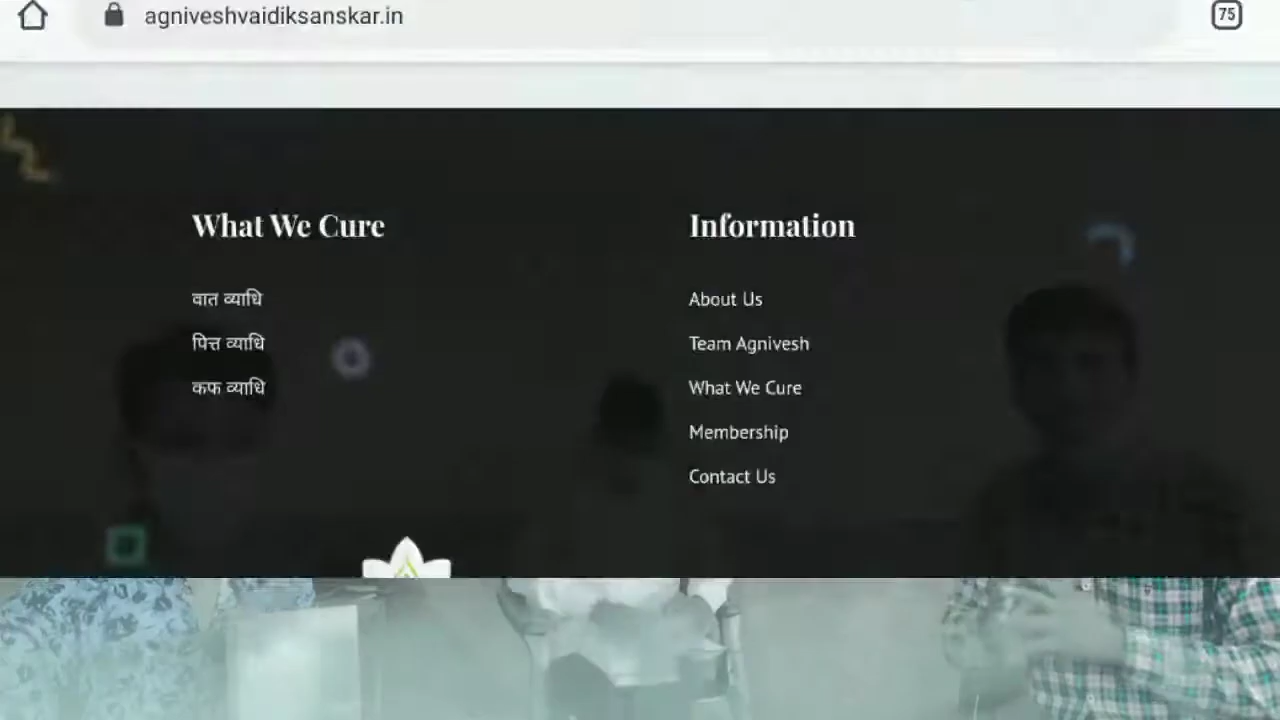 agniveshvaidiksanskar.in
75
What We Cure
वात व्याधि
पित्त व्याधि
कफ व्याधि
Information
About Us
Team Agnivesh
What We Cure
Membership
Contact Us